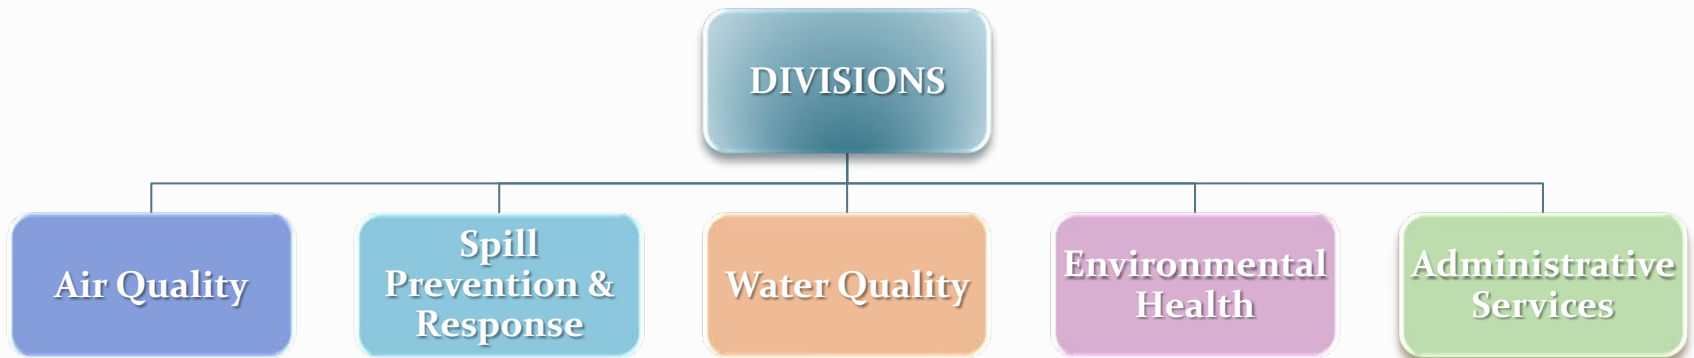 DIVISIONS
Air Quality
Spill
Prevention &
Response
Water Quality
Environmental
Health
Administrative
Services